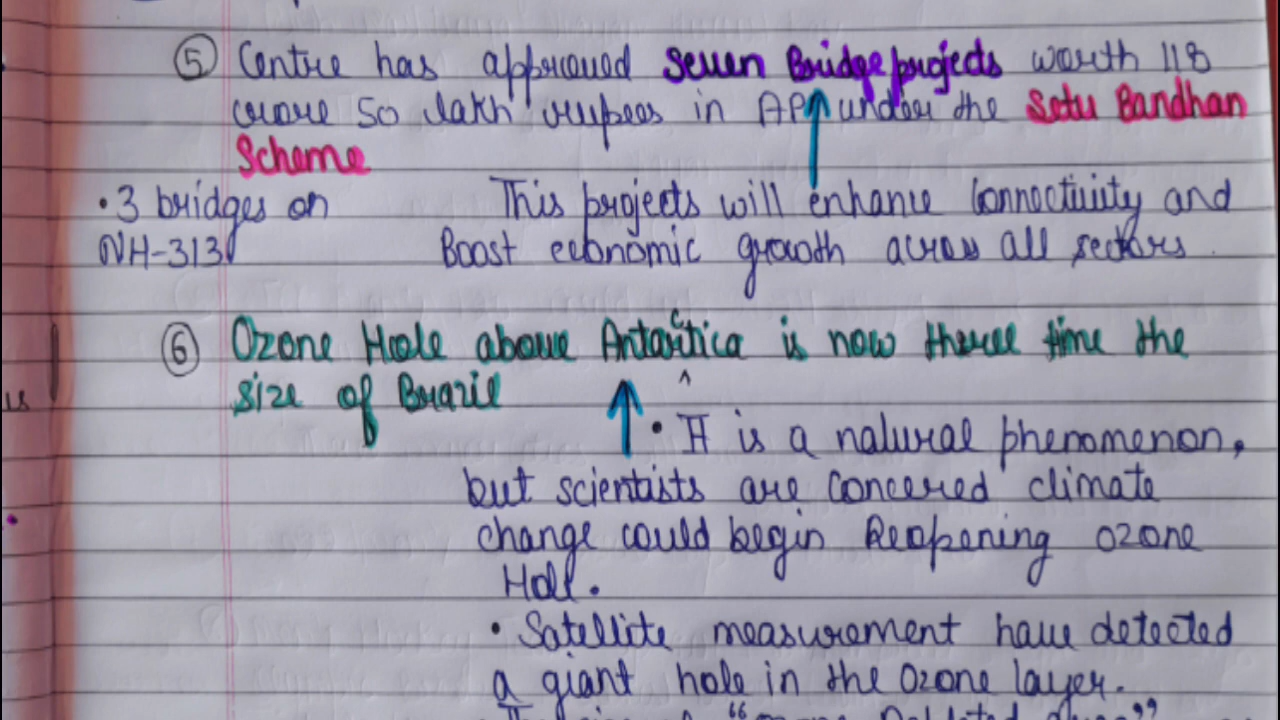 ⑤ Centre has approved Seven Bridge projects worth 118
crore 50 lakh rupees in AP under the Setu Bandhan
Scheme
• 3 bridges on
NH-313
This projects will enhance Connectivity and
Boost economic growth across all sectors.
⑥ Ozone Hole above Antarctica is now three time the
size of Brazil
is
• It is a natural phenomenon,
but scientists are concered climate
change could begin Reopening ozone
Hole.
• Satellite measurement have detected
a giant hole in the Ozone layer.